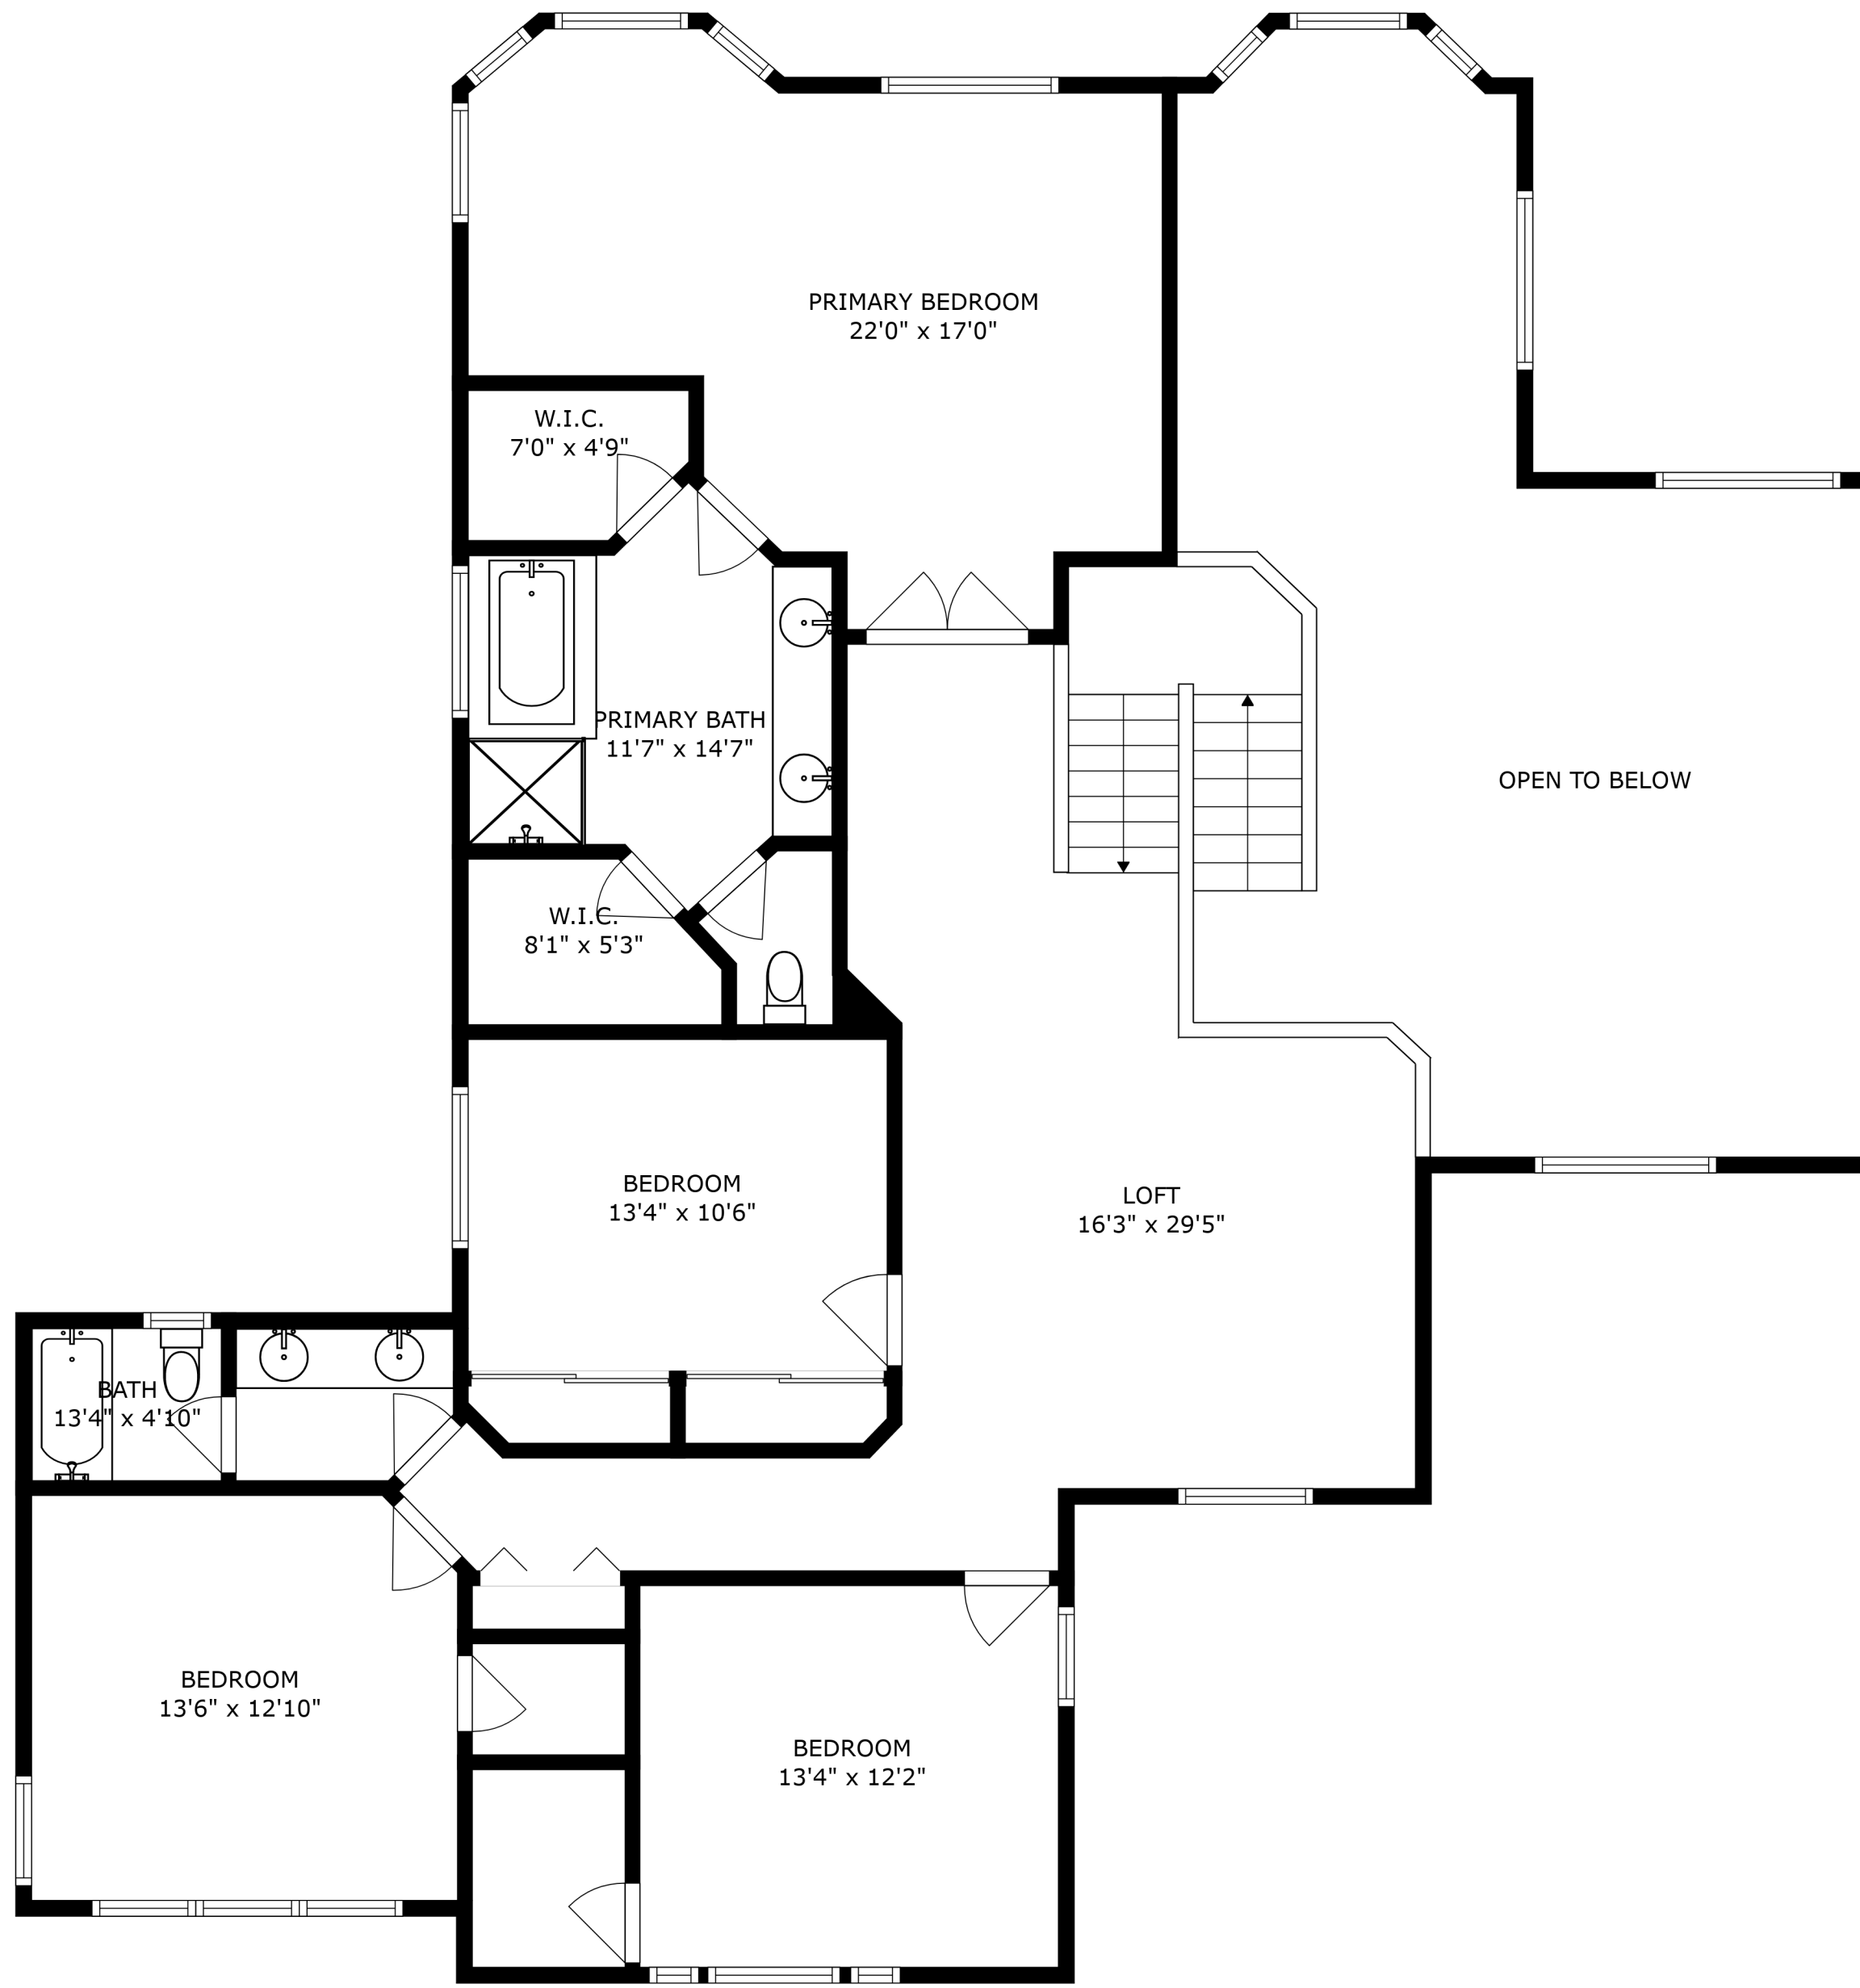 PRIMARY BEDROOM
22'0" x 17'0"
W.I.C.
7'0" x 4'9"
PRIMARY BATH
11'7" x 14'7"
OPEN TO BELOW
W.I.C.
8'1" x 5'3"
BEDROOM
13'4" x 10'6"
LOFT
16'3" x 29'5"
BATH
13'4" x 4'10"
BEDROOM
13'6" x 12'10"
BEDROOM
13'4" x 12'2"